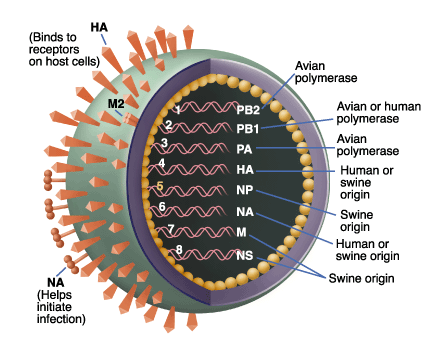 HA
(Binds to
receptors
on host cells)
M2
NA
(Helps
initiate
infection)
1 PB2
2 PB1
3 PA
4 HA
5 NP
6 NA
7 M
8 NS
Avian
polymerase
Avian or human
polymerase
Avian
polymerase
Human or
swine
origin
Swine
origin
Human or
swine origin
Swine origin